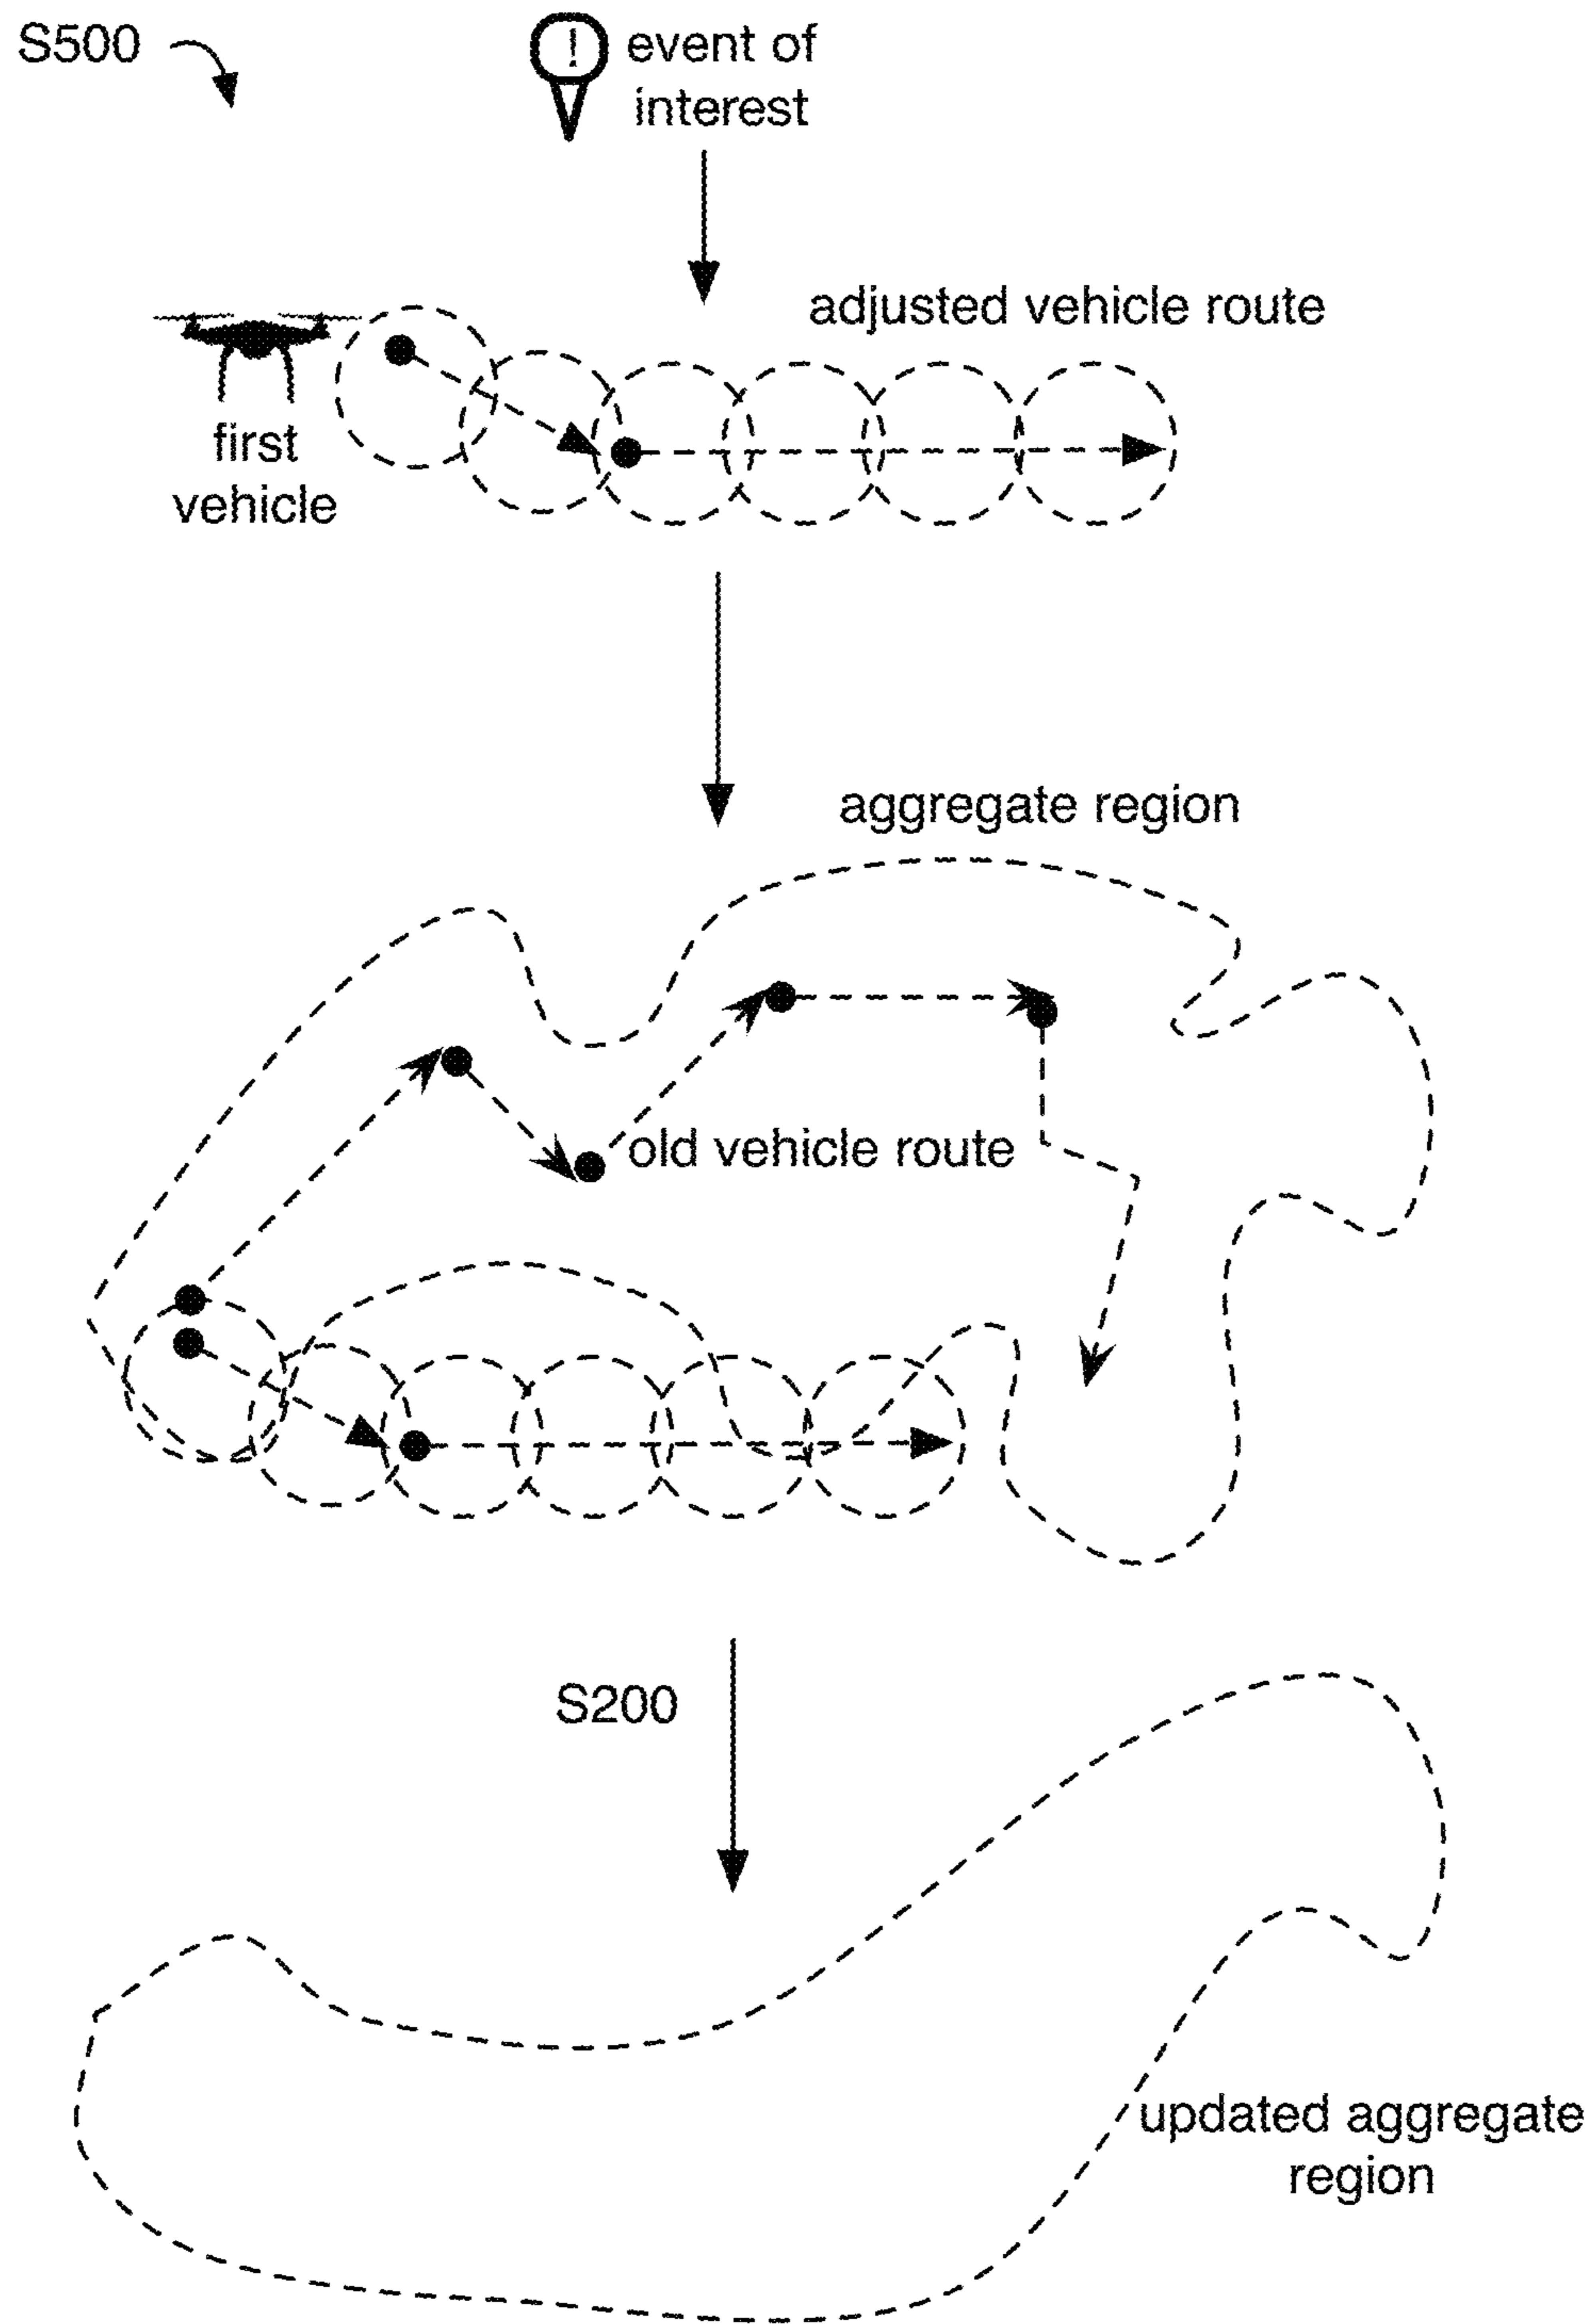 S500
!
event of
interest
adjusted vehicle route
first
vehicle
aggregate region
old vehicle route
S200
updated aggregate
region